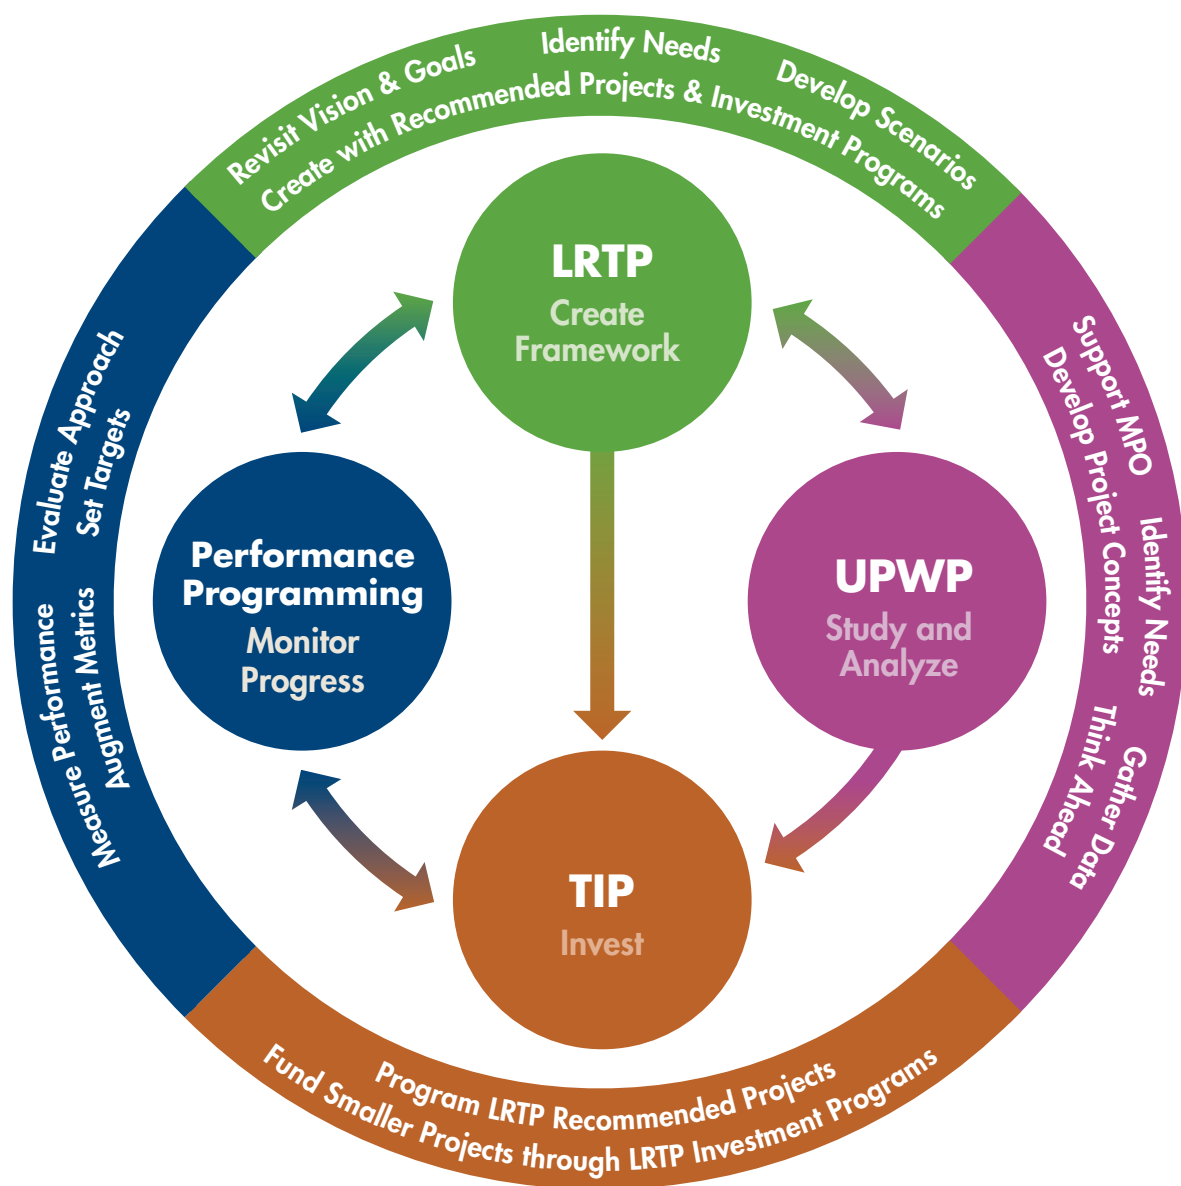 Revisit Vision & Goals
Identify Needs
Develop Scenarios
Create with Recommended Projects & Investment Programs
LRTP
Create
Framework
Evaluate Approach
Set Targets
Measure Performance
Augment Metrics
Performance
Programming
Monitor
Progress
UPWP
Study and
Analyze
Support MPO
Develop Project Concepts
Identify Needs
Gather Data
Think Ahead
TIP
Invest
Program LRTP Recommended Projects
Fund Smaller Projects through LRTP Investment Programs